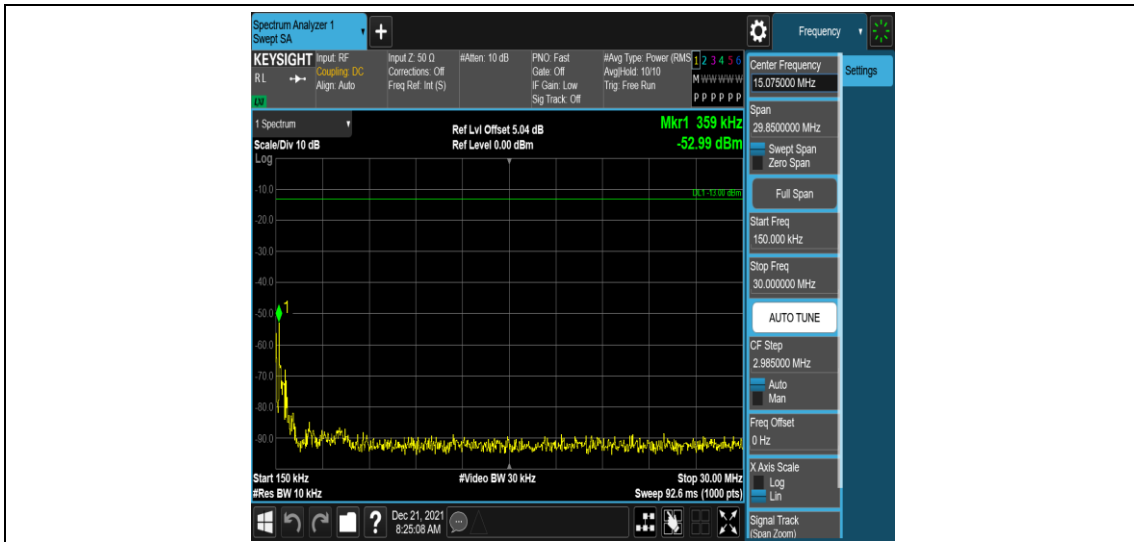 Spectrum Analyzer 1
Swept SA
+
Frequency
KEYSIGHT
RL
Input: RF
Coupling: DC
Align: Auto
Input Z: 50 Ω
Corrections: Off
Freq Ref: Int (S)
#Atten: 10 dB
PNO: Fast
Gate: Off
IF Gain: Low
Sig Track: Off
#Avg Type: Power (RMS
Avg|Hold: 10/10
Trig: Free Run
1 2 3 4 5 6
M W W W W W
P P P P P P
Center Frequency
15.075000 MHz
Settings
Span
29.8500000 MHz
Swept Span
Zero Span
Full Span
Start Freq
150.000 kHz
Stop Freq
30.000000 MHz
AUTO TUNE
CF Step
2.985000 MHz
Auto
Man
Freq Offset
0 Hz
X Axis Scale
Log
Lin
Signal Track
(Span Zoom)
1 Spectrum
Scale/Div 10 dB
Log
Ref Lvl Offset 5.04 dB
Ref Level 0.00 dBm
Mkr1 359 kHz
-52.99 dBm
DL1 -13.00 dBm
-10.0
-20.0
-30.0
-40.0
-50.0
1
-60.0
-70.0
-80.0
-90.0
Start 150 kHz
#Video BW 30 kHz
Stop 30.00 MHz
#Res BW 10 kHz
Sweep 92.6 ms (1000 pts)
?
Dec 21, 2021
8:25:08 AM